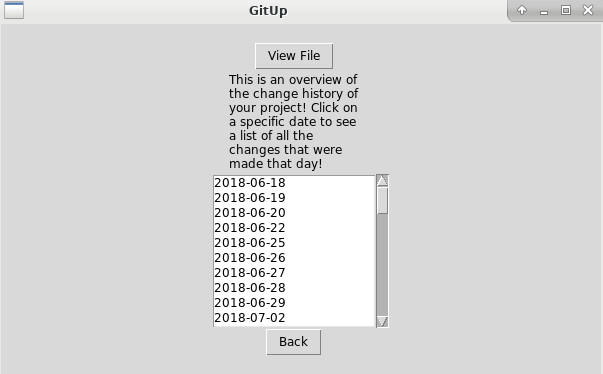 GitUp
View File
This is an overview of
the change history of
your project! Click on
a specific date to see
a list of all the
changes that were
made that day!
2018-06-18
2018-06-19
2018-06-20
2018-06-22
2018-06-25
2018-06-26
2018-06-27
2018-06-28
2018-06-29
2018-07-02
Back